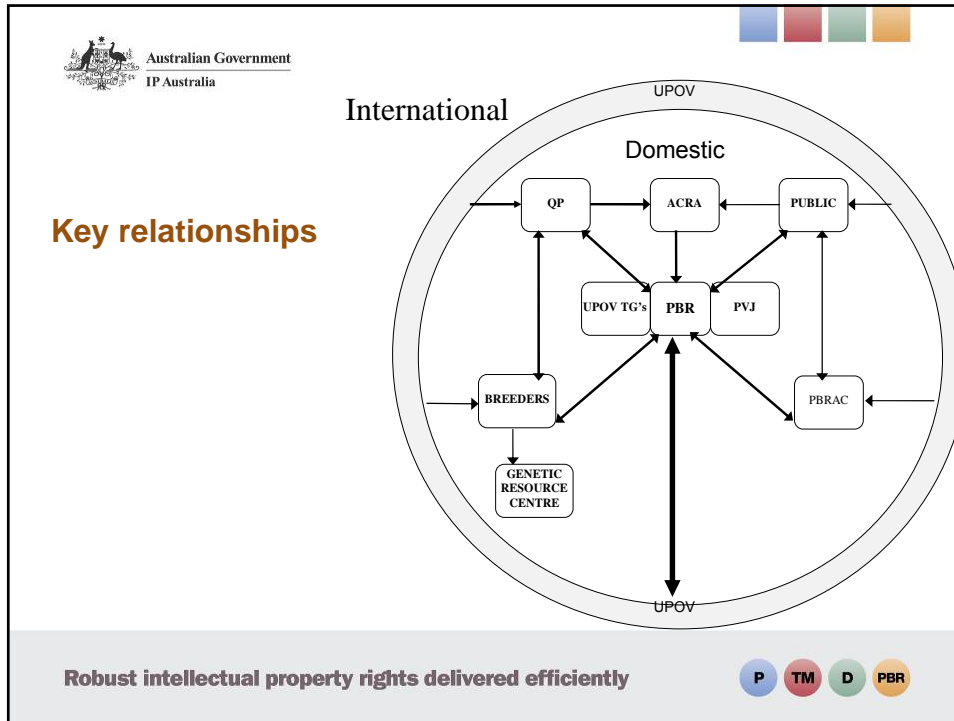 Australian Government
IP Australia
UPOV
International
Domestic
QP
ACRA
PUBLIC
Key relationships
UPOV TG's
PBR
PVJ
BREEDERS
PBRAC
GENETIC
RESOURCE
CENTRE
UPOV
Robust intellectual property rights delivered efficiently
P
TM
D
PBR